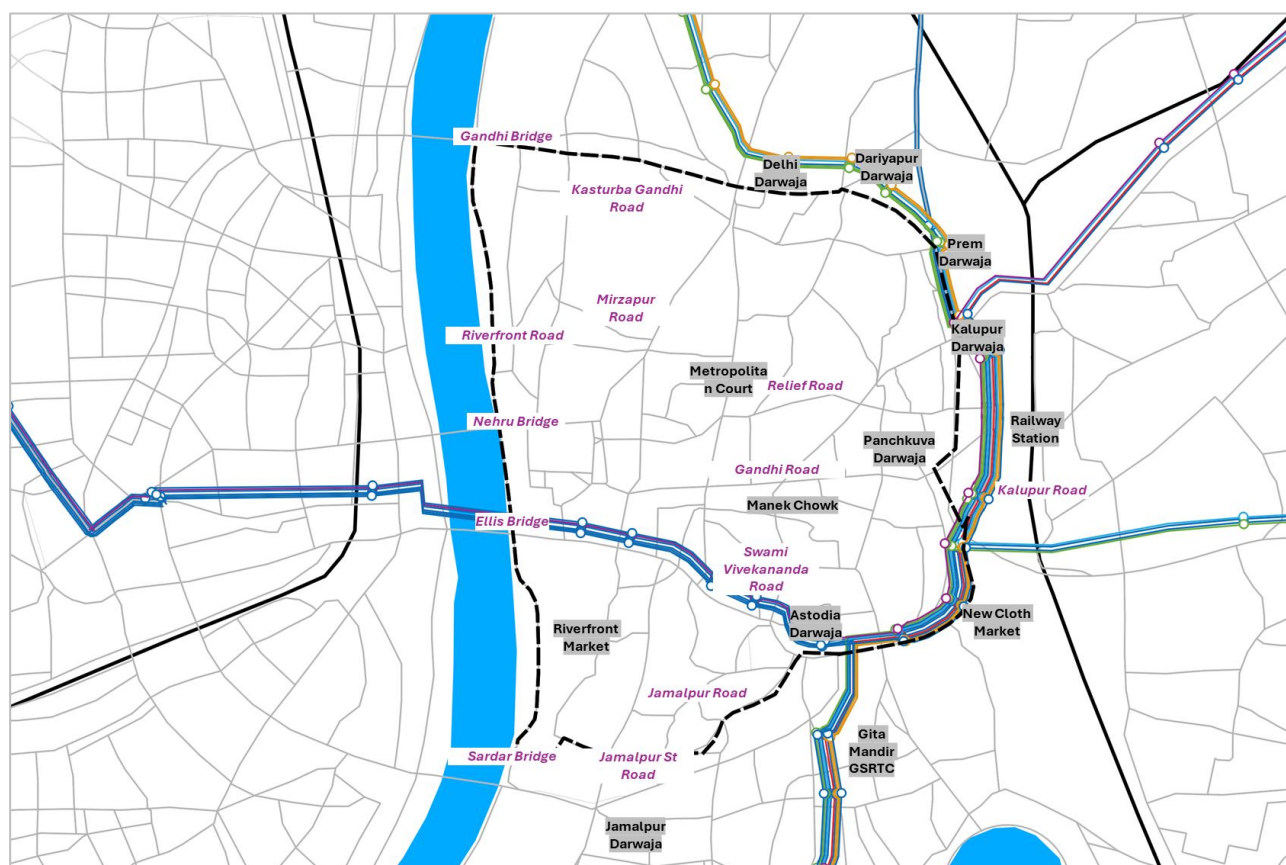 Gandhi Bridge
Delhi
Darwaja
Dariyapur
Darwaja
Kasturba Gandhi
Road
Prem
Darwaja
Mirzapur
Road
Riverfront Road
Kalupur
Darwaja
Metropolita
n Court
Relief Road
Nehru Bridge
Railway
Station
Panchkuva
Darwaja
Gandhi Road
Kalupur Road
Manek Chowk
Ellis Bridge
Swami
Vivekananda
Road
Astodia
Darwaja
New Cloth
Market
Riverfront
Market
Jamalpur Road
Sardar Bridge
Jamalpur St
Road
Gita
Mandir
GSRTC
Jamalpur
Darwaja